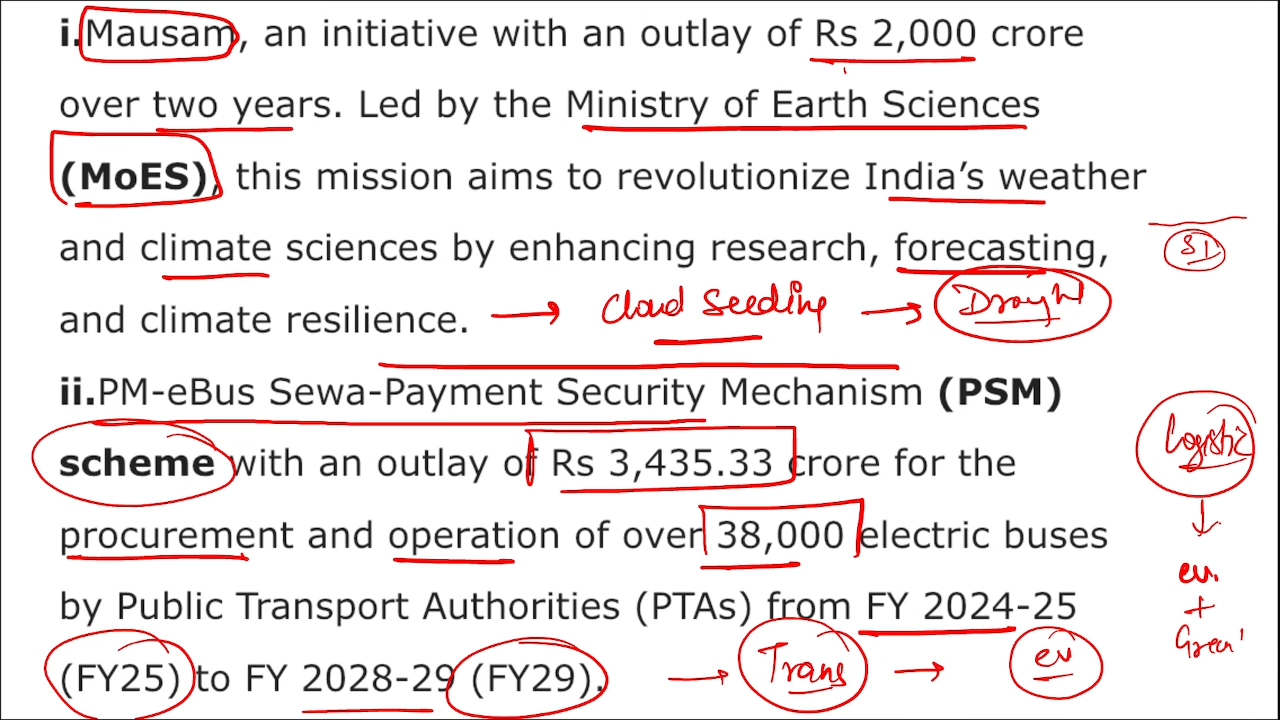 i.Mausam, an initiative with an outlay of Rs 2,000 crore
over two years. Led by the Ministry of Earth Sciences
(MoES), this mission aims to revolutionize India’s weather
and climate sciences by enhancing research, forecasting,
and climate resilience. → Cloud Seeding →
ii.PM-eBus Sewa-Payment Security Mechanism (PSM)
scheme with an outlay of Rs 3,435.33 crore for the
procurement and operation of over 38,000 electric buses
by Public Transport Authorities (PTAs) from FY 2024-25
(FY25) to FY 2028-29 (FY29). → Trans → ev
Logistic
↓
ev.
+
Green